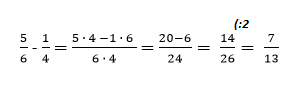 (:2
5/6 - 1/4 = 5·4 −1·6 / 6·4 = 20−6 / 24 = 14/26 = 7/13